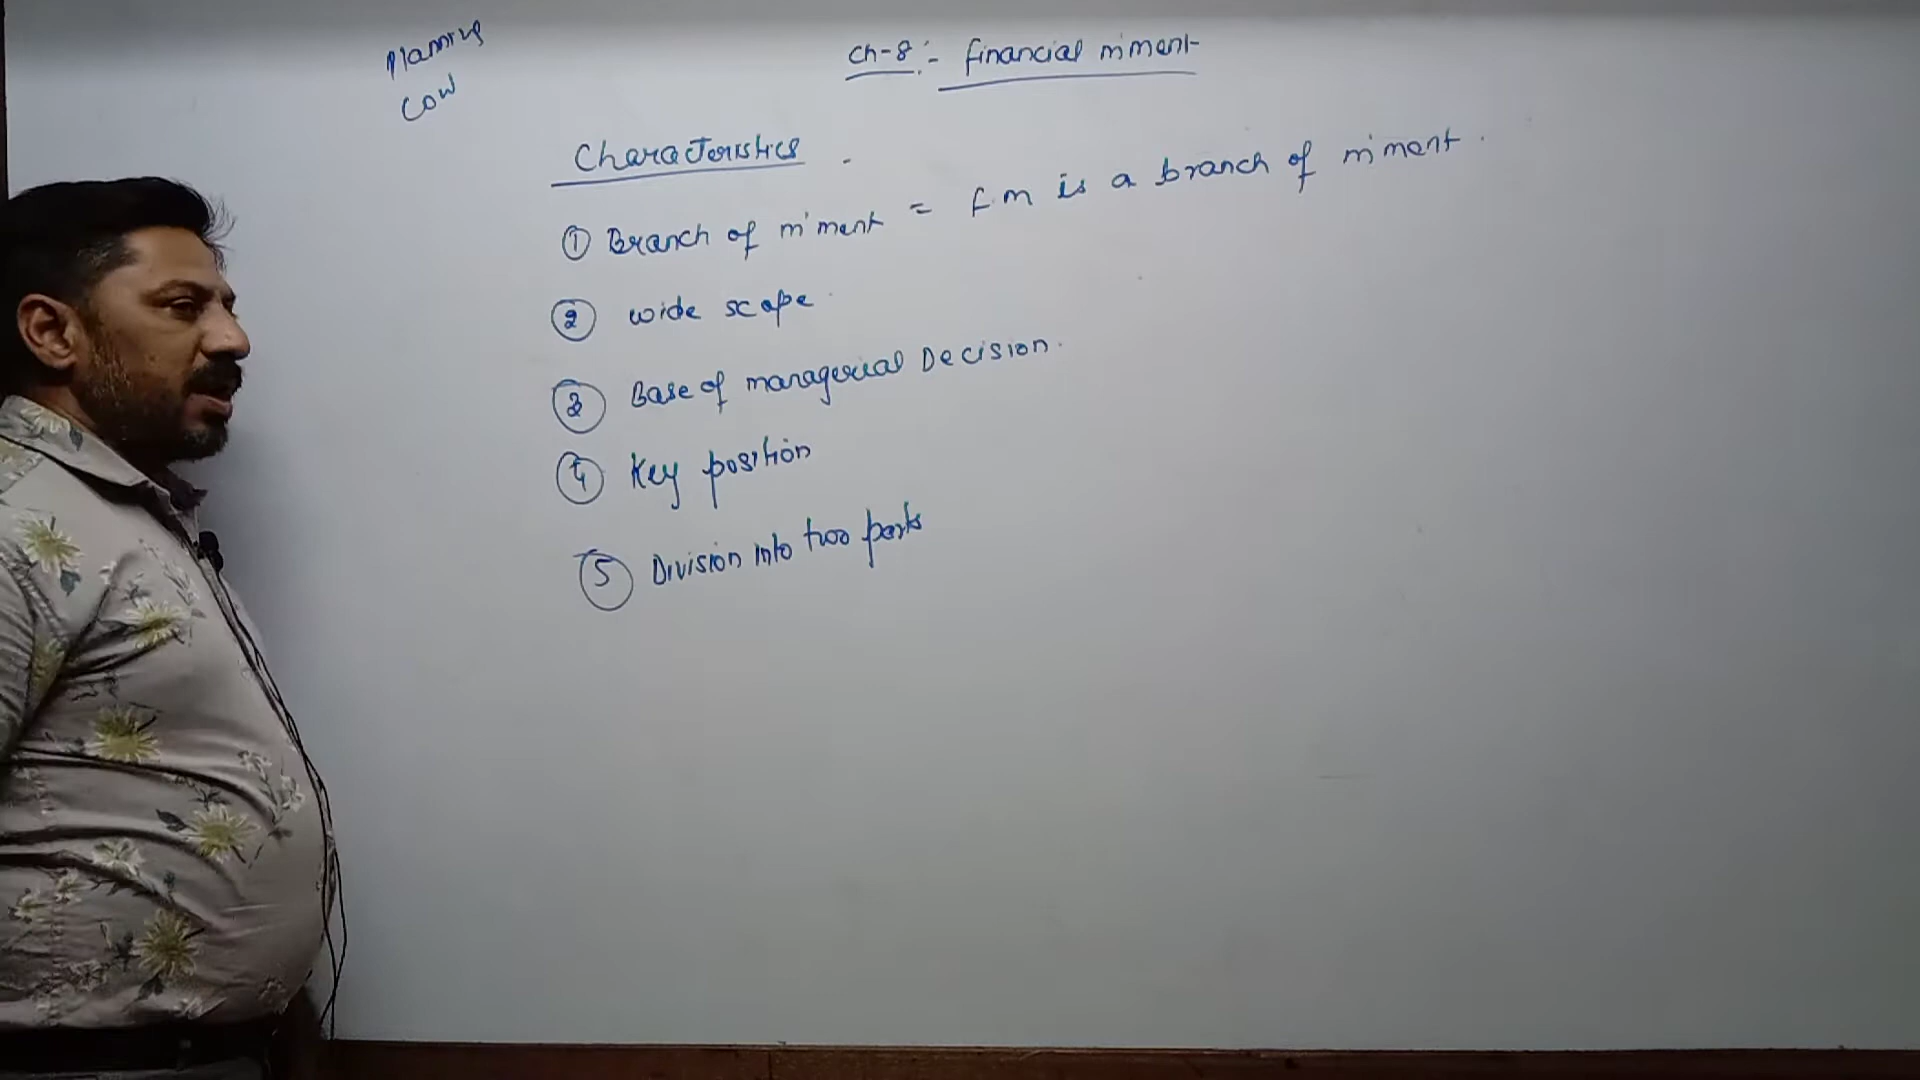 Planning
Con
Ch-8:- financial m'ment
Characteristics
① Branch of m'ment = F.m is a branch of m'ment.
② wide scope
③ Base of managerial Decision.
④ Key position
⑤ Division into two parts